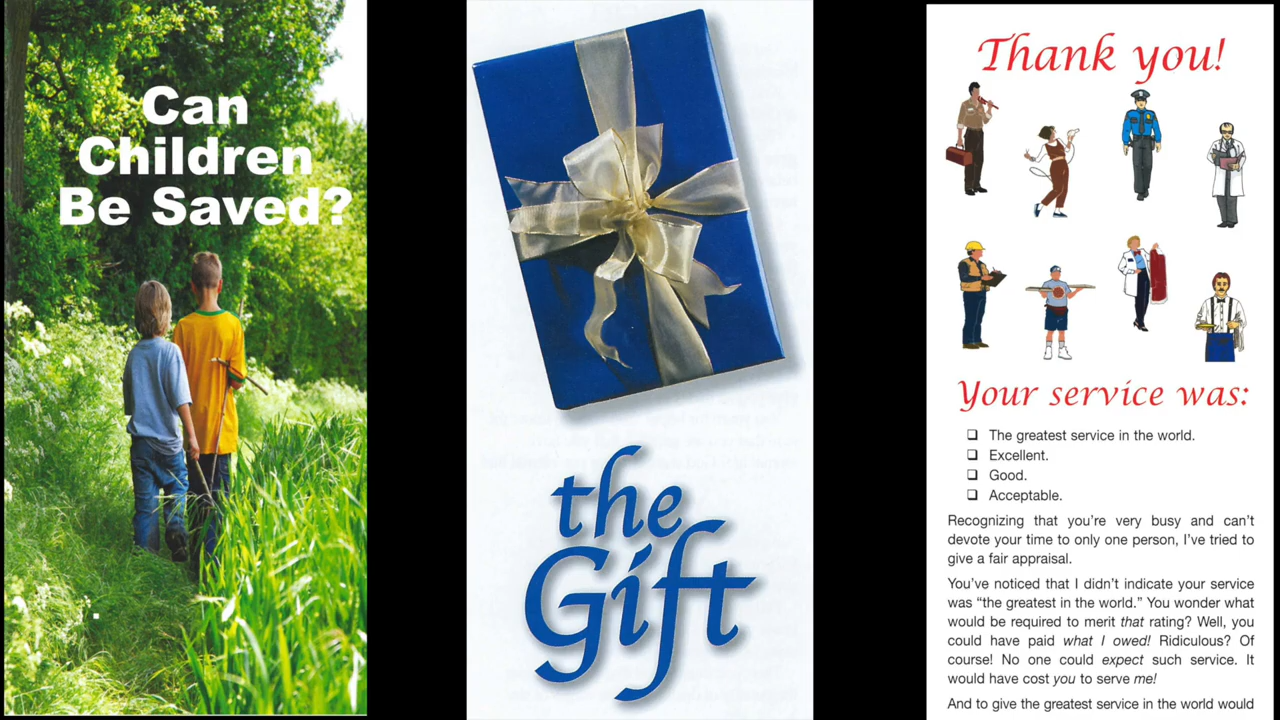 Can
Children
Be Saved?
the
Gift
Thank you!
Your service was:
❑ The greatest service in the world.
❑ Excellent.
❑ Good.
❑ Acceptable.
Recognizing that you're very busy and can't
devote your time to only one person, I've tried to
give a fair appraisal.
You've noticed that I didn't indicate your service
was “the greatest in the world.” You wonder what
would be required to merit that rating? Well, you
could have paid what I owed! Ridiculous? Of
course! No one could expect such service. It
would have cost you to serve me!
And to give the greatest service in the world would